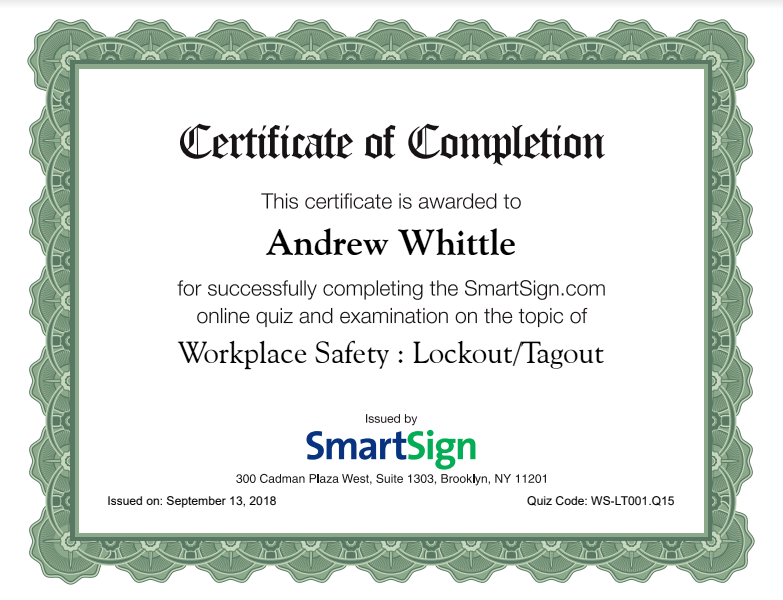 Certificate of Completion
This certificate is awarded to
Andrew Whittle
for successfully completing the SmartSign.com
online quiz and examination on the topic of
Workplace Safety : Lockout/Tagout
Issued by
SmartSign
300 Cadman Plaza West, Suite 1303, Brooklyn, NY 11201
Issued on: September 13, 2018
Quiz Code: WS-LT001.Q15